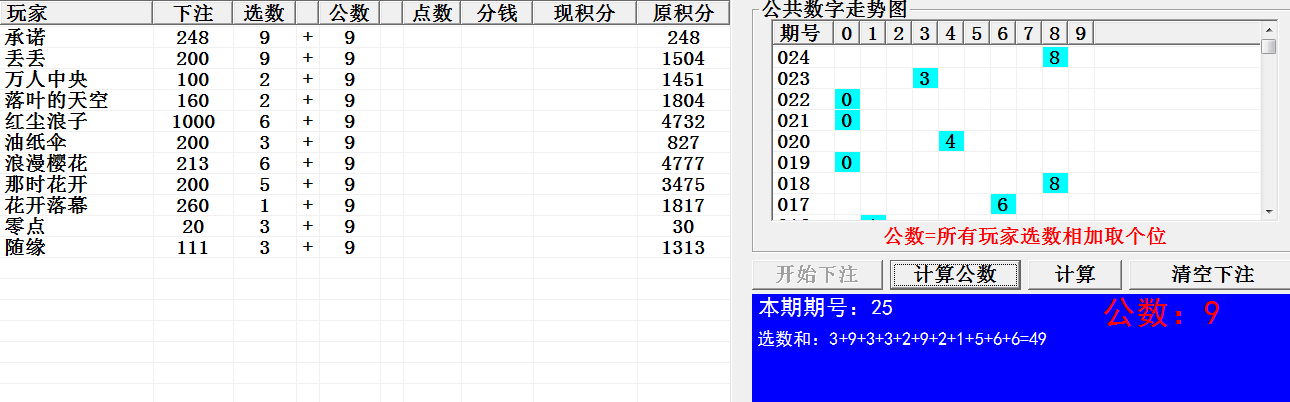 玩家 下注 选数 公数 点数 分钱 现积分 原积分
承诺 248 9 + 9 248
丢丢 200 9 + 9 1504
万人中央 100 2 + 9 1451
落叶的天空 160 2 + 9 1804
红尘浪子 1000 6 + 9 4732
油纸伞 200 3 + 9 827
浪漫樱花 213 6 + 9 4777
那时花开 200 5 + 9 3475
花开落幕 260 1 + 9 1817
零点 20 3 + 9 30
随缘 111 3 + 9 1313
公共数字走势图
期号 0 1 2 3 4 5 6 7 8 9
024 8
023 3
022 0
021 0
020 4
019 0
018 8
017 6
公数=所有玩家选数相加取个位
开始下注 计算公数 计算 清空下注
本期期号：25 公数：9
选数和：3+9+3+3+2+9+2+1+5+6+6=49